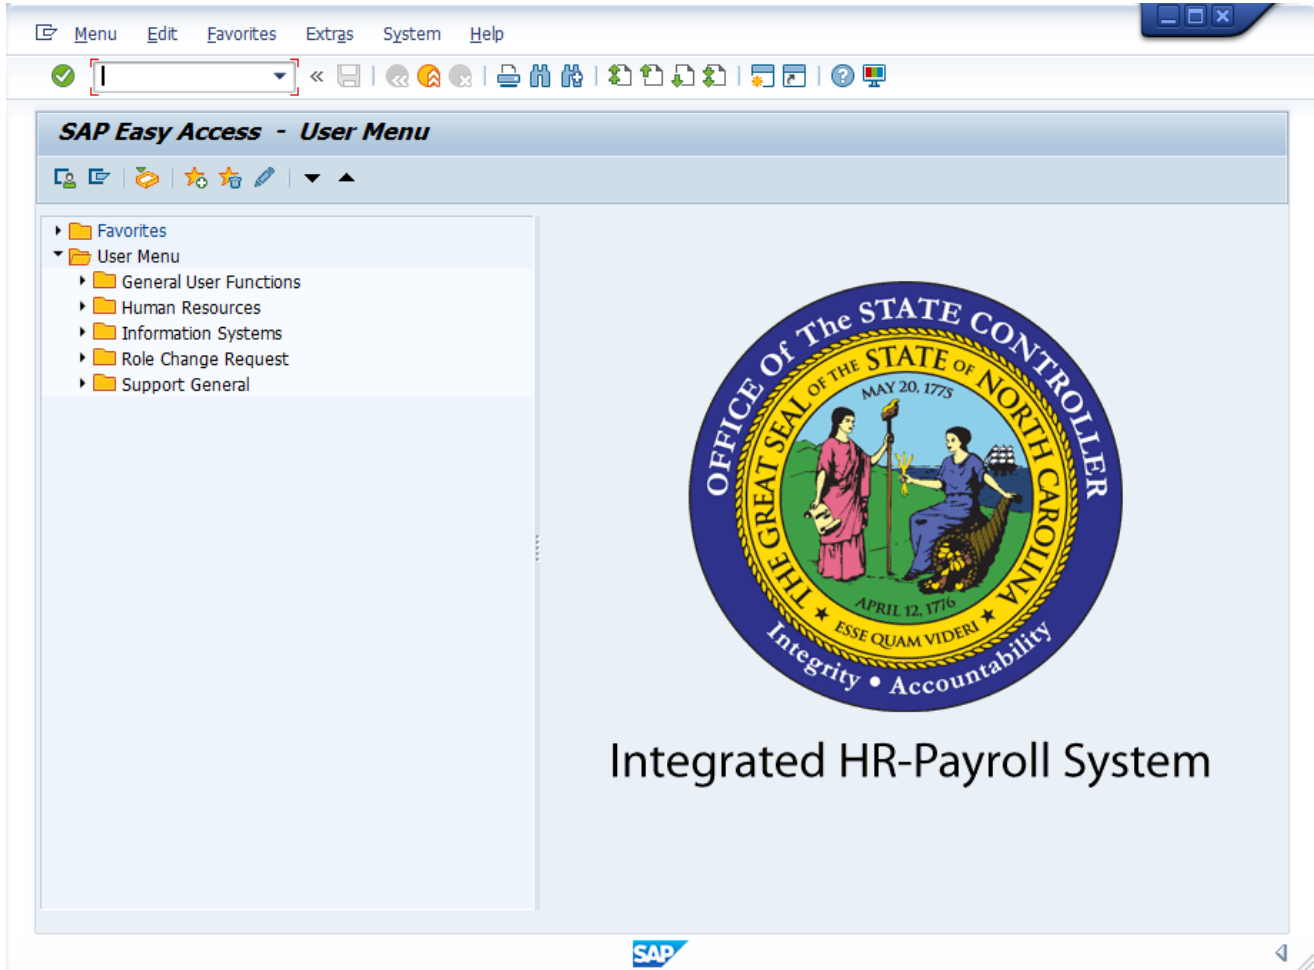 Menu Edit Favorites Extras System Help
SAP Easy Access - User Menu
Favorites
User Menu
General User Functions
Human Resources
Information Systems
Role Change Request
Support General
OFFICE Of The STATE CONTROLLER
THE GREAT SEAL OF THE STATE OF NORTH CAROLINA
MAY 20, 1775
APRIL 12, 1776
ESSE QUAM VIDERI
Integrity • Accountability
Integrated HR-Payroll System
SAP